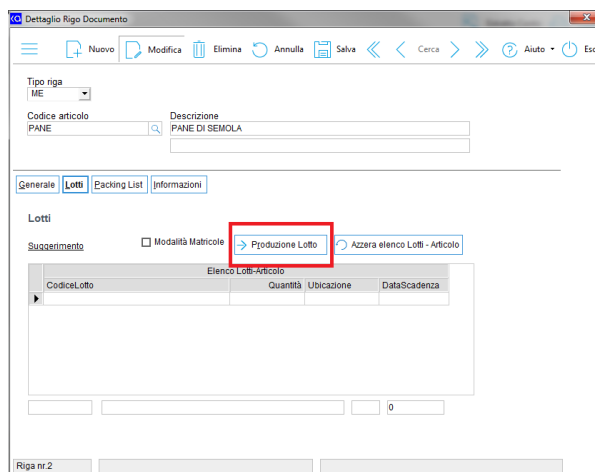 Dettaglio Rigo Documento
Nuovo Modifica Elimina Annulla Salva Cerca Aiuto Esc
Tipo riga
ME
Codice articolo Descrizione
PANE PANE DI SEMOLA
Generale Lotti Packing List Informazioni
Lotti
Suggerimento Modalità Matricole Produzione Lotto Azzera elenco Lotti - Articolo
Elenco Lotti-Articolo
CodiceLotto Quantità Ubicazione DataScadenza
0
Riga nr.2